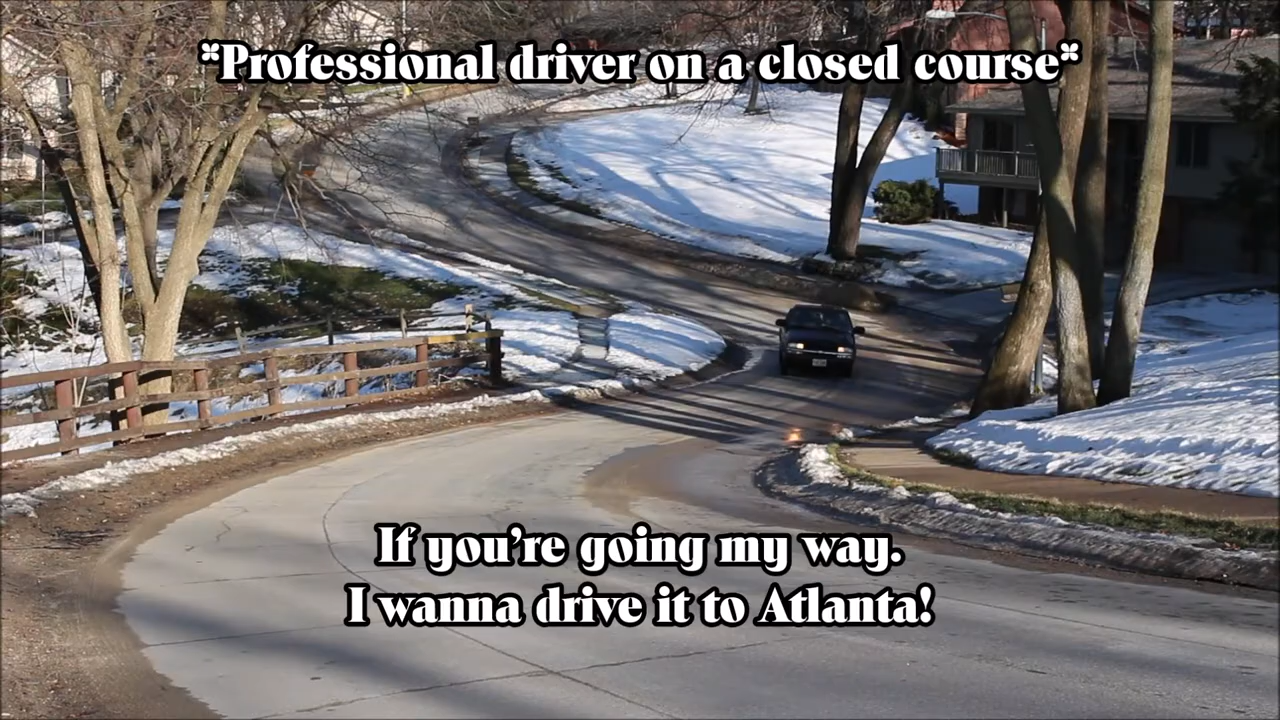 *Professional driver on a closed course*
If you're going my way.
I wanna drive it to Atlanta!